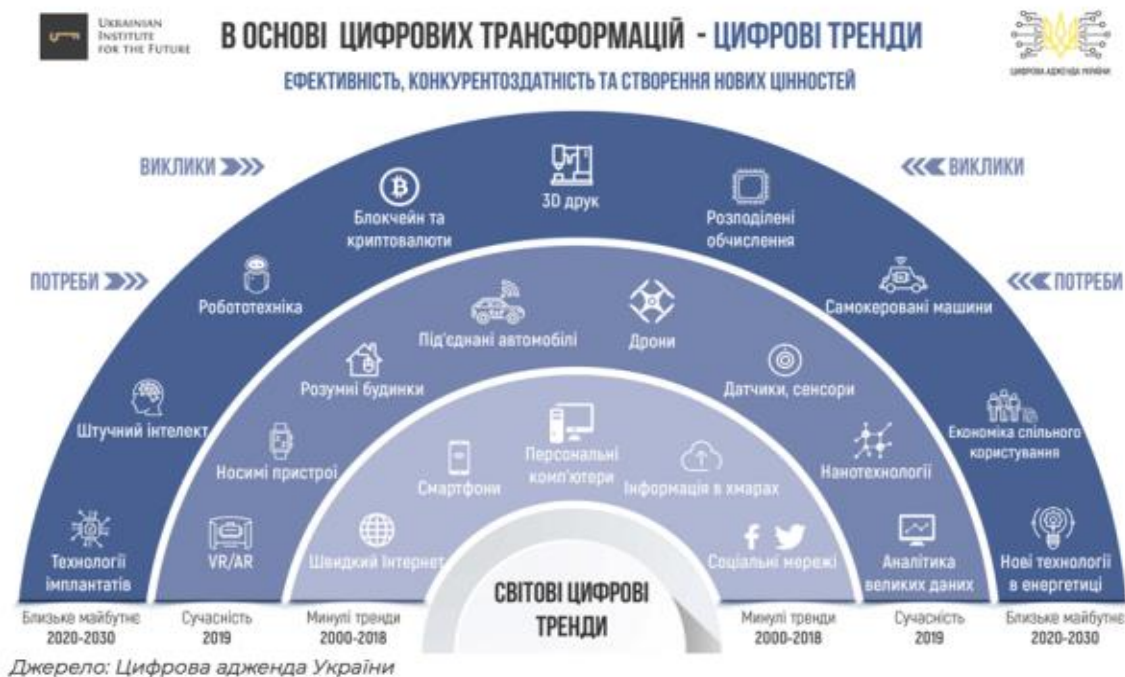 UKRAINIAN
INSTITUTE
FOR THE FUTURE
В ОСНОВІ ЦИФРОВИХ ТРАНСФОРМАЦІЙ - ЦИФРОВІ ТРЕНДИ
ЦИФРОВА АДЖЕНДА УКРАЇНИ
ЕФЕКТИВНІСТЬ, КОНКУРЕНТОЗДАТНІСТЬ ТА СТВОРЕННЯ НОВИХ ЦІННОСТЕЙ
ВИКЛИКИ
ВИКЛИКИ
ПОТРЕБИ
ПОТРЕБИ
Технології
імплантатів
Штучний інтелект
Робототехніка
Блокчейн та
криптовалюти
3D друк
Розподілені
обчислення
Самокеровані машини
Економіка спільного
користування
Нові технології
в енергетиці
VR/AR
Носимі пристрої
Розумні будинки
Під'єднані автомобілі
Дрони
Датчики, сенсори
Нанотехнології
Аналітика
великих даних
Швидкий Інтернет
Смартфони
Персональні
комп'ютери
Інформація в хмарах
Соціальні мережі
СВІТОВІ ЦИФРОВІ
ТРЕНДИ
Близьке майбутнє
2020-2030
Сучасність
2019
Минулі тренди
2000-2018
Минулі тренди
2000-2018
Сучасність
2019
Близьке майбутнє
2020-2030
Джерело: Цифрова адженда України